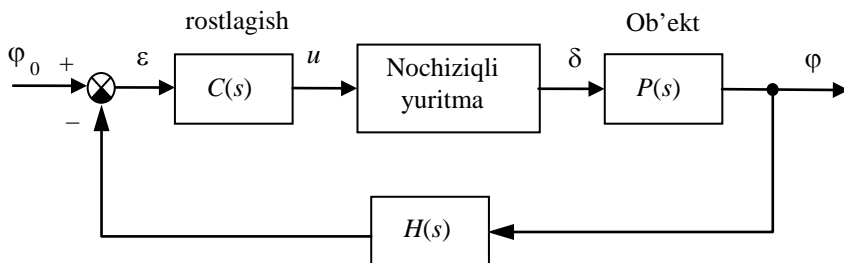 rostlagish
Ob’ekt
φ₀
+
ε
C(s)
u
Nochiziqli
yuritma
δ
P(s)
φ
−
H(s)